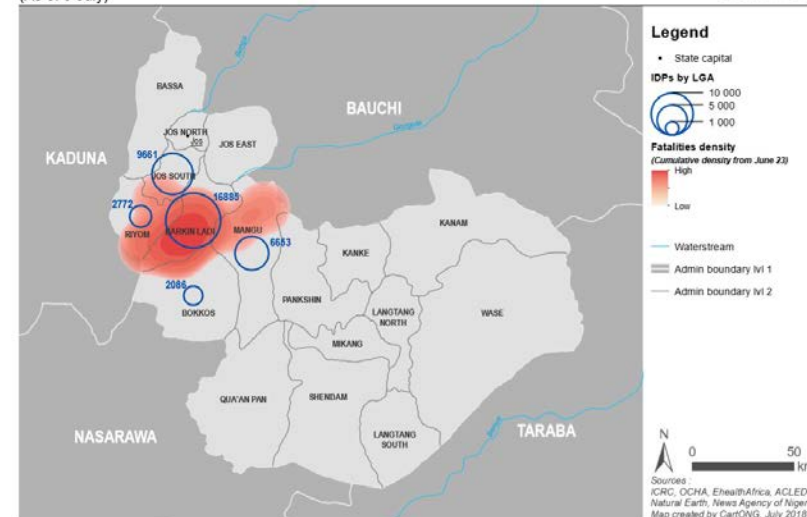 BASSA
BAUCHI
JOS NORTH
JOS
JOS EAST
KADUNA
9661
JOS SOUTH
2772
16885
RIYOM
BARKIN LADI
MANGU
6653
KANAM
KANKE
2086
BOKKOS
PANKSHIN
LANGTANG
NORTH
WASE
MIKANG
QUA'AN PAN
SHENDAM
LANGTANG
SOUTH
NASARAWA
TARABA
Legend
State capital
IDPs by LGA
10 000
5 000
1 000
Fatalities density
(Cumulative density from June 23)
High
Low
Waterstream
Admin boundary lvl 1
Admin boundary lvl 2
N
0 50
km
Sources :
ICRC, OCHA, EhealthAfrica, ACLED
Natural Earth, News Agency of Niger
Map created by CartONG, July 2018